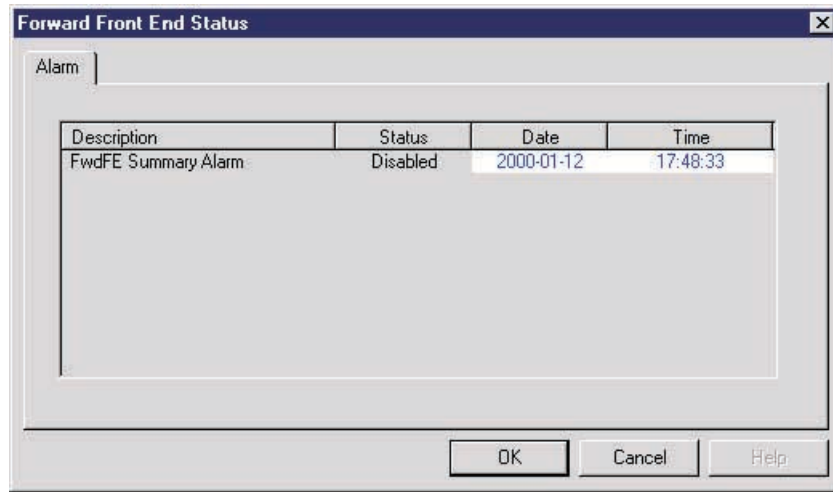 Forward Front End Status
Alarm
Description Status Date Time
FwdFE Summary Alarm Disabled 2000-01-12 17:48:33
OK Cancel Help